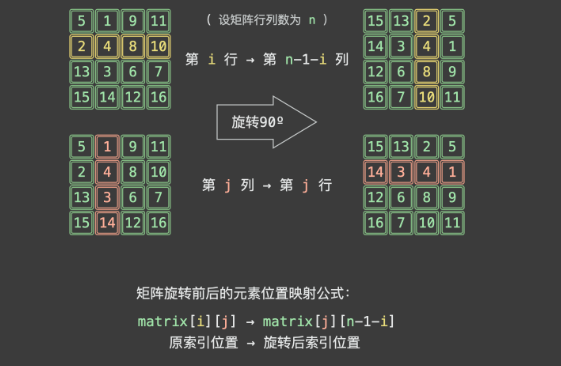 5 1 9 11
2 4 8 10
13 3 6 7
15 14 12 16
( 设矩阵行列数为 n )
第 i 行 → 第 n-1-i 列
15 13 2 5
14 3 4 1
12 6 8 9
16 7 10 11
旋转90º
5 1 9 11
2 4 8 10
13 3 6 7
15 14 12 16
第 j 列 → 第 j 行
15 13 2 5
14 3 4 1
12 6 8 9
16 7 10 11
矩阵旋转前后的元素位置映射公式：
matrix[i][j] → matrix[j][n-1-i]
原索引位置 → 旋转后索引位置